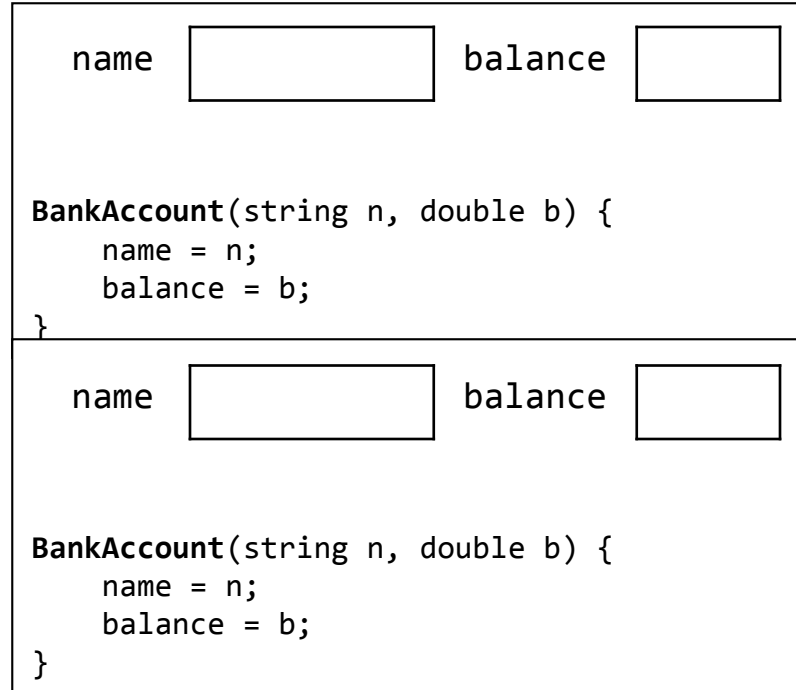 name balance
BankAccount(string n, double b) {
name = n;
balance = b;
}
name balance
BankAccount(string n, double b) {
name = n;
balance = b;
}